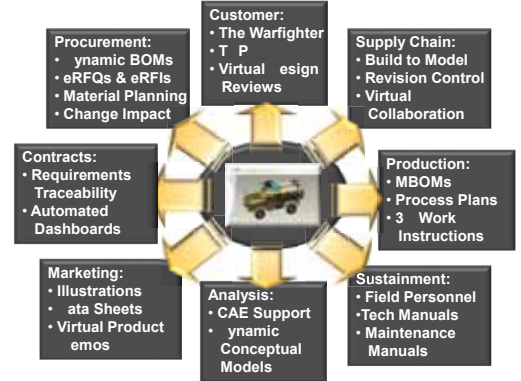 Customer:
• The Warfighter
• T P
• Virtual esign
Reviews
Procurement:
• ynamic BOMs
• eRFQs & eRFIs
• Material Planning
• Change Impact
Supply Chain:
• Build to Model
• Revision Control
• Virtual
Collaboration
Contracts:
• Requirements
Traceability
• Automated
Dashboards
Production:
• MBOMs
• Process Plans
• 3 Work
Instructions
Marketing:
• Illustrations
• ata Sheets
• Virtual Product
emos
Analysis:
• CAE Support
• ynamic
Conceptual
Models
Sustainment:
• Field Personnel
•Tech Manuals
• Maintenance
Manuals